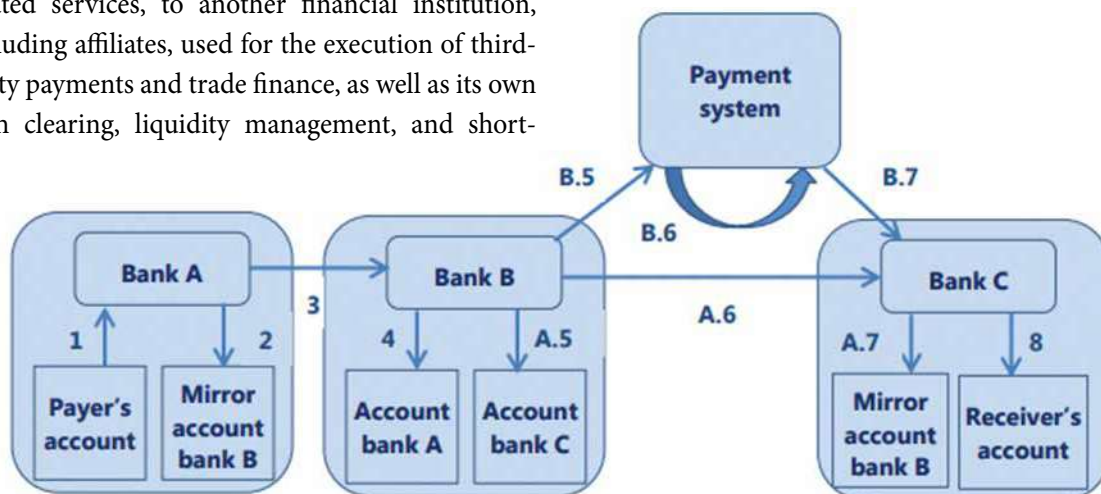 ated services, to another financial institution,
luding affiliates, used for the execution of third-
ty payments and trade finance, as well as its own
h clearing, liquidity management, and short-
Payment
system
B.5
B.7
B.6
Bank A
Bank B
Bank C
3
A.6
1
2
4
A.5
A.7
8
Payer's
account
Mirror
account
bank B
Account
bank A
Account
bank C
Mirror
account
bank B
Receiver's
account